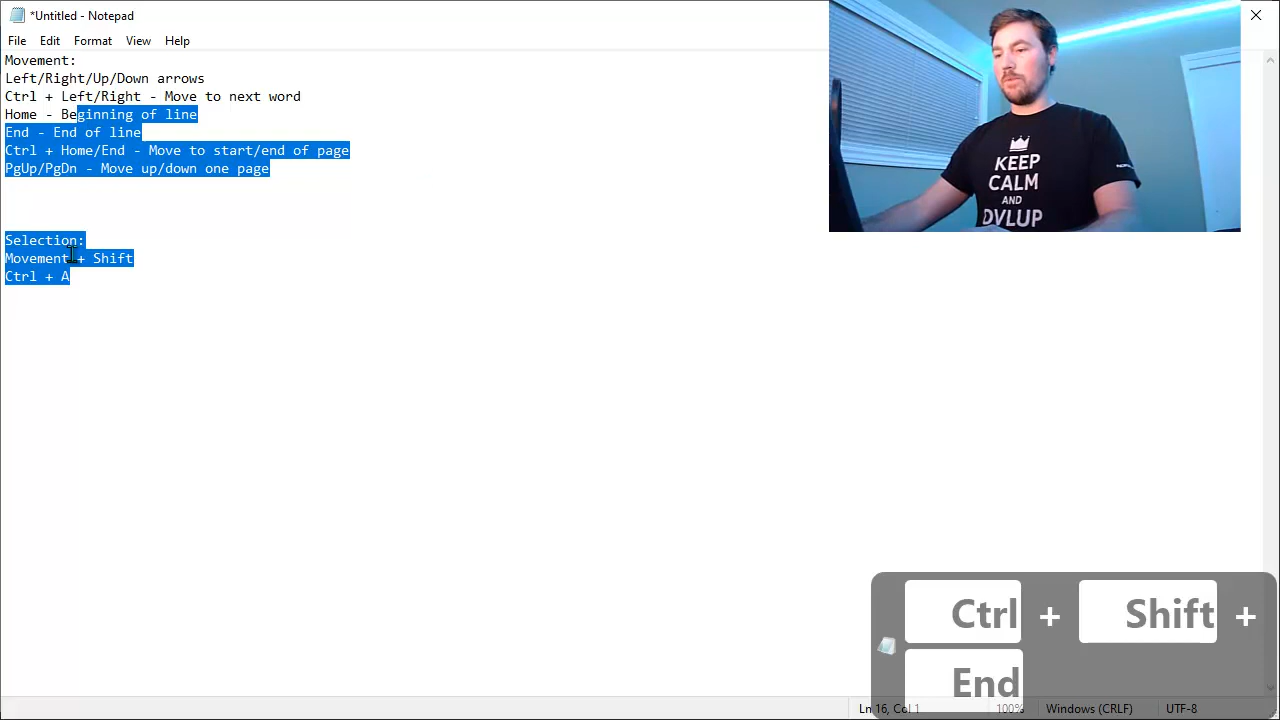 *Untitled - Notepad
File Edit Format View Help
Movement:
Left/Right/Up/Down arrows
Ctrl + Left/Right - Move to next word
Home - Beginning of line
End - End of line
Ctrl + Home/End - Move to start/end of page
PgUp/PgDn - Move up/down one page
Selection:
Movement + Shift
Ctrl + A
KEEP
CALM
AND
DVLUP
Ctrl + Shift +
End
Ln 16, Col 1 100% Windows (CRLF) UTF-8